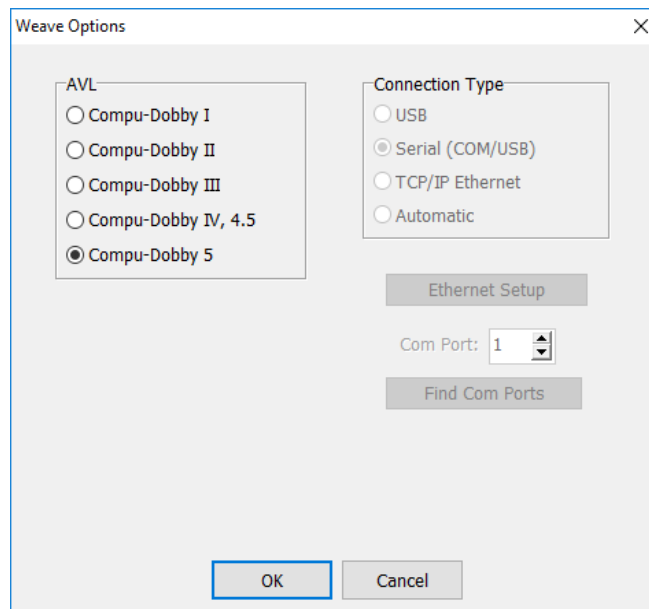 Weave Options
AVL
Compu-Dobby I
Compu-Dobby II
Compu-Dobby III
Compu-Dobby IV, 4.5
Compu-Dobby 5
Connection Type
USB
Serial (COM/USB)
TCP/IP Ethernet
Automatic
Ethernet Setup
Com Port: 1
Find Com Ports
OK
Cancel